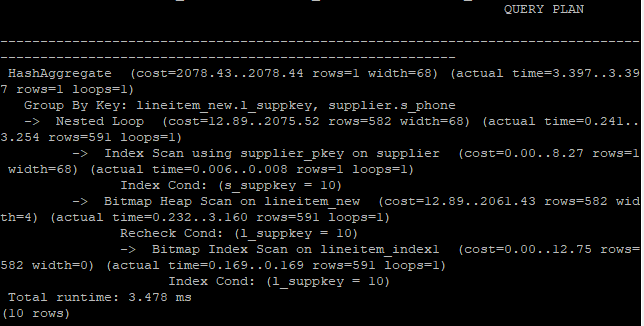 QUERY PLAN
--------------------------------------------------------------------------------
---------------------------------------------------------
 HashAggregate  (cost=2078.43..2078.44 rows=1 width=68) (actual time=3.397..3.39
7 rows=1 loops=1)
   Group By Key: lineitem_new.l_suppkey, supplier.s_phone
   ->  Nested Loop  (cost=12.89..2075.52 rows=582 width=68) (actual time=0.241..
3.254 rows=591 loops=1)
         ->  Index Scan using supplier_pkey on supplier  (cost=0.00..8.27 rows=1
 width=68) (actual time=0.006..0.008 rows=1 loops=1)
               Index Cond: (s_suppkey = 10)
         ->  Bitmap Heap Scan on lineitem_new  (cost=12.89..2061.43 rows=582 wid
th=4) (actual time=0.232..3.160 rows=591 loops=1)
               Recheck Cond: (l_suppkey = 10)
               ->  Bitmap Index Scan on lineitem_index1  (cost=0.00..12.75 rows=
582 width=0) (actual time=0.169..0.169 rows=591 loops=1)
                     Index Cond: (l_suppkey = 10)
 Total runtime: 3.478 ms
(10 rows)